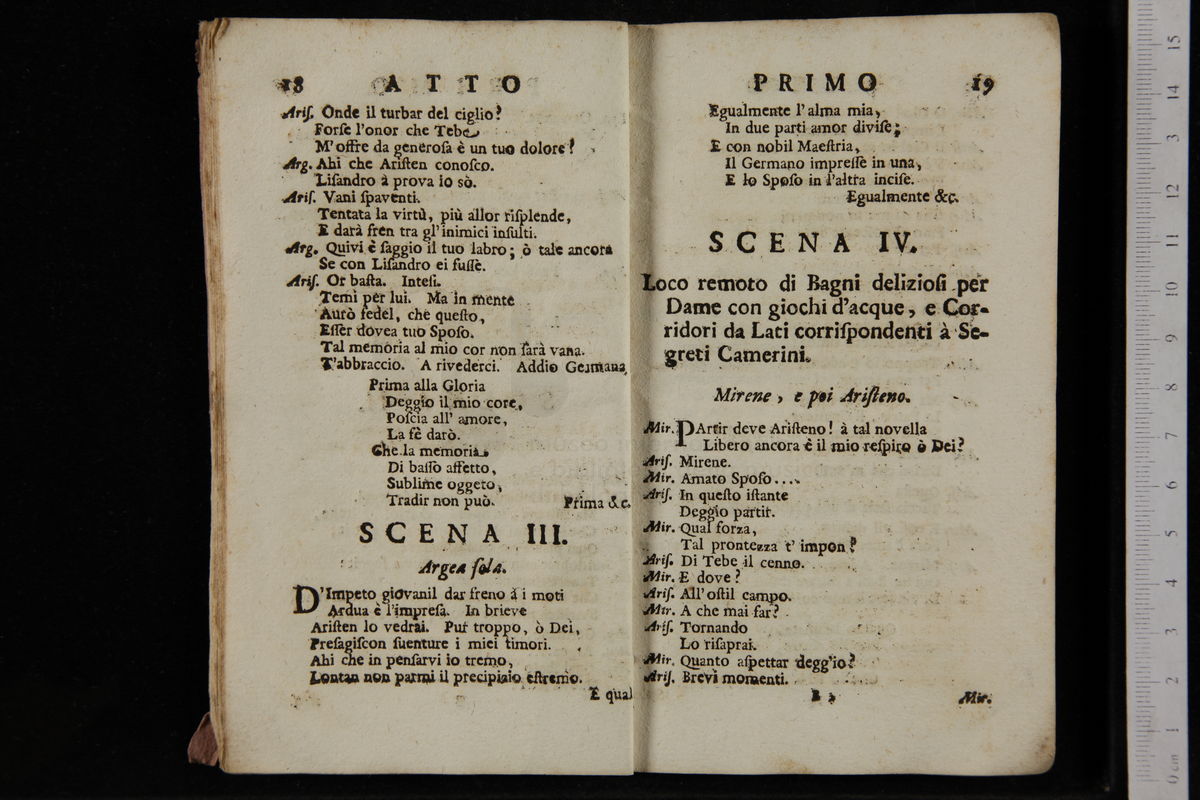 18 ATTO
Ariſ. Onde il turbar del ciglio?
Forſe l'onor che Tebe
M'offre da generoſa è un tuo dolore?
Arg. Ahi che Ariſten conoſco.
Liſandro à prova io sò.
Ariſ. Vani ſpaventi.
Tentata la virtù, più allor riſplende,
E darà fren tra gl'inimici inſulti.
Arg. Quivi è ſaggio il tuo labro; ò tale ancora
Se con Liſandro ei fuſſe.
Ariſ. Or baſta. Inteſi.
Temi per lui. Ma in mente
Aurò fedel, che queſto,
Eſſer dovea tuo Spoſo.
Tal memoria al mio cor non ſarà vana.
T'abbraccio. A rivederci. Addio Germana,
Prima alla Gloria
Deggio il mio core,
Poſcia all' amore,
La fè darò.
Che la memoria
Di baſſo affetto,
Sublime oggeto,
Tradir non può. Prima &c.
SCENA III.
Argea ſola.
D'Impeto giovanil dar freno á i moti
Ardua è l'impreſa. In brieve
Ariſten lo vedrai. Pur troppo, ò Dei,
Preſagiſcon ſuenture i miei timori.
Ahi che in penſarvi io tremo,
Lontan non parmi il precipizio eſtremo.
E qual
PRIMO 19
Egualmente l'alma mia,
In due parti amor diviſe;
E con nobil Maeſtria,
Il Germano impreſſè in una,
E lo Spoſo in l'altra inciſe.
Egualmente &c.
SCENA IV.
Loco remoto di Bagni delizioſi per
Dame con giochi d'acque, e Cor-
ridori da Lati corriſpondenti à Se-
greti Camerini.
Mirene, e poi Ariſteno.
Mir. PArtir deve Ariſteno! à tal novella
Libero ancora è il mio reſpiro ò Dei?
Ariſ. Mirene.
Mir. Amato Spoſo....
Ariſ. In queſto iſtante
Deggio partir.
Mir. Qual forza,
Tal prontezza t' impon?
Ariſ. Di Tebe il cenno.
Mir. E dove?
Ariſ. All' oſtil campo.
Mir. A che mai far?
Ariſ. Tornando
Lo riſaprai.
Mir. Quanto aſpettar degg'io?
Ariſ. Brevi momenti.
Mir.